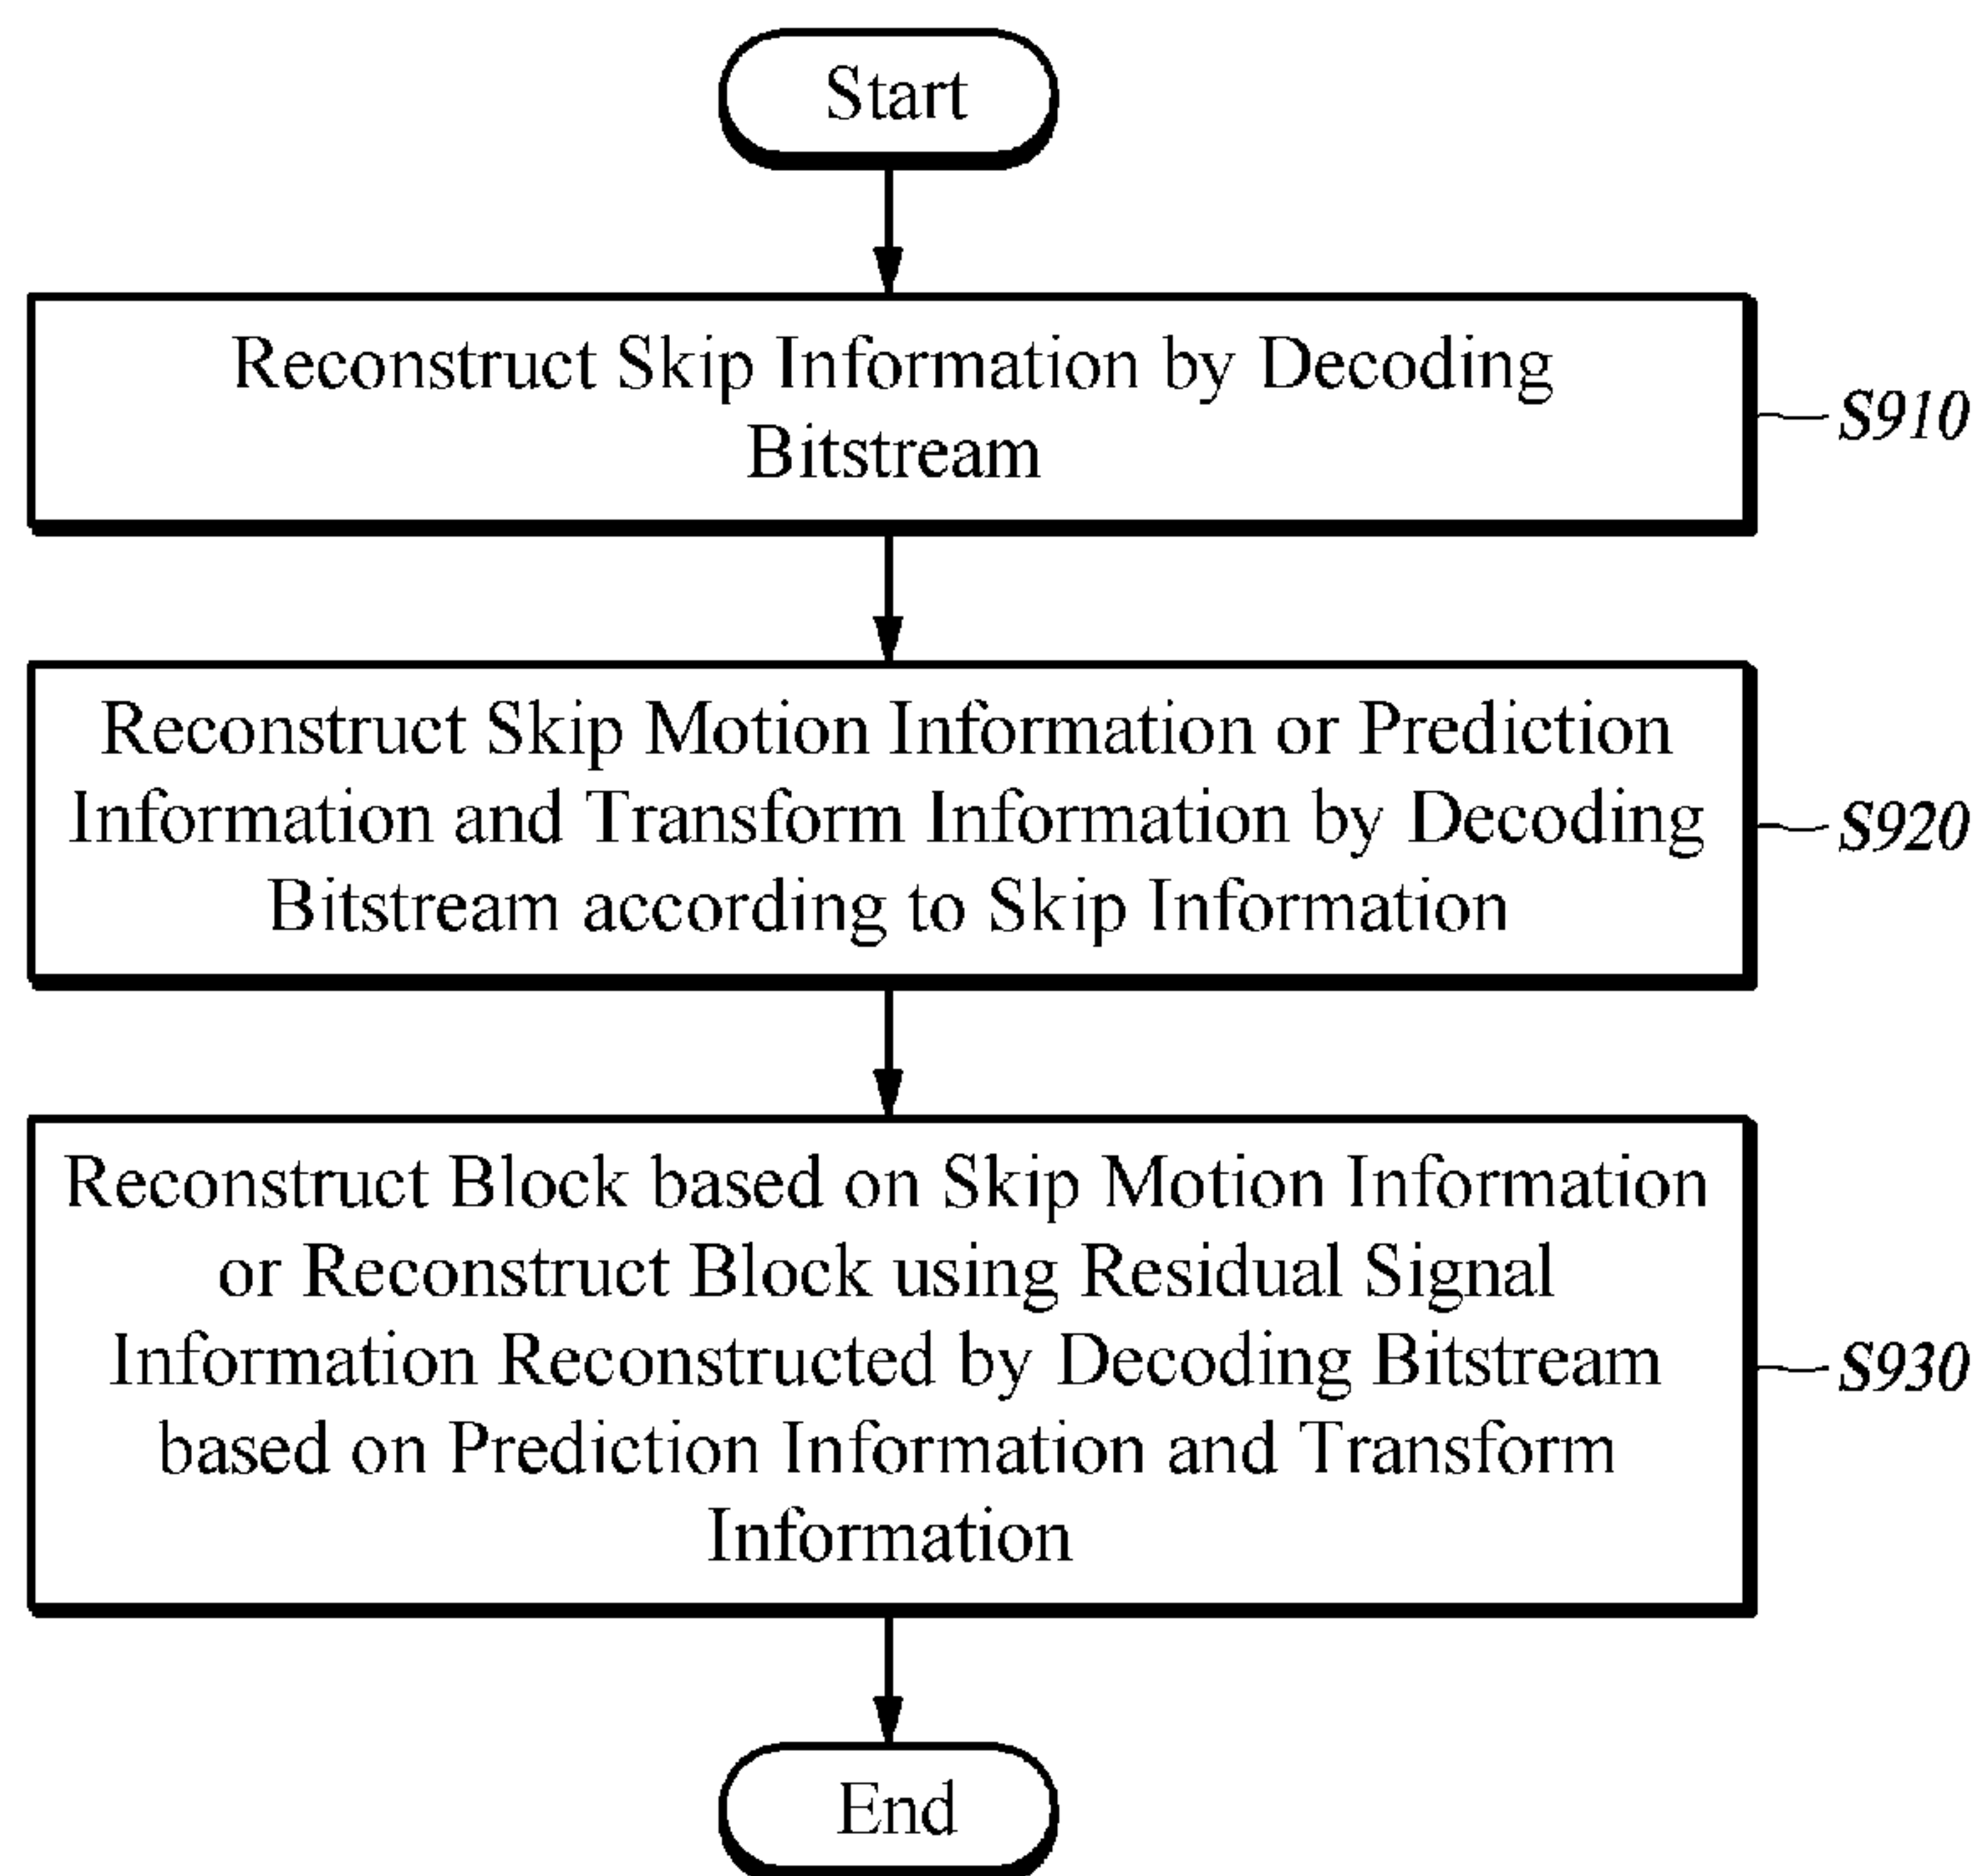 Start
Reconstruct Skip Information by Decoding
Bitstream
S910
Reconstruct Skip Motion Information or Prediction
Information and Transform Information by Decoding
Bitstream according to Skip Information
S920
Reconstruct Block based on Skip Motion Information
or Reconstruct Block using Residual Signal
Information Reconstructed by Decoding Bitstream
based on Prediction Information and Transform
Information
S930
End